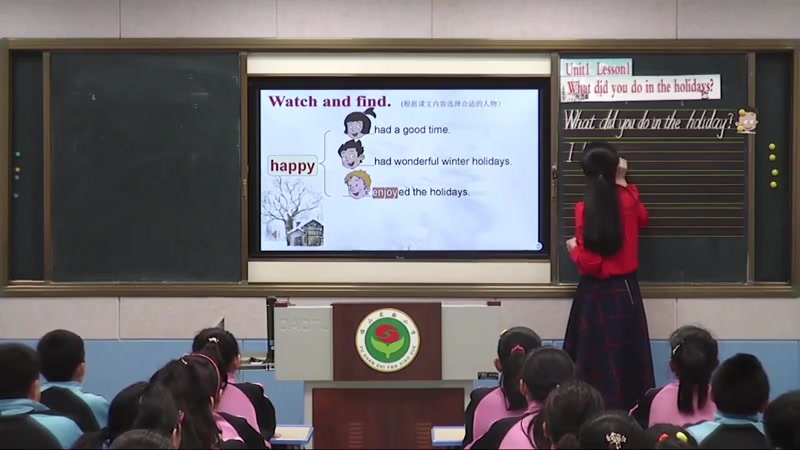 Watch and find. (根据课文内容选择合适的人物)
had a good time.
happy
had wonderful winter holidays.
enjoyed the holidays.
Unit1 Lesson1
What did you do in the holidays?
What did you do in the holiday?